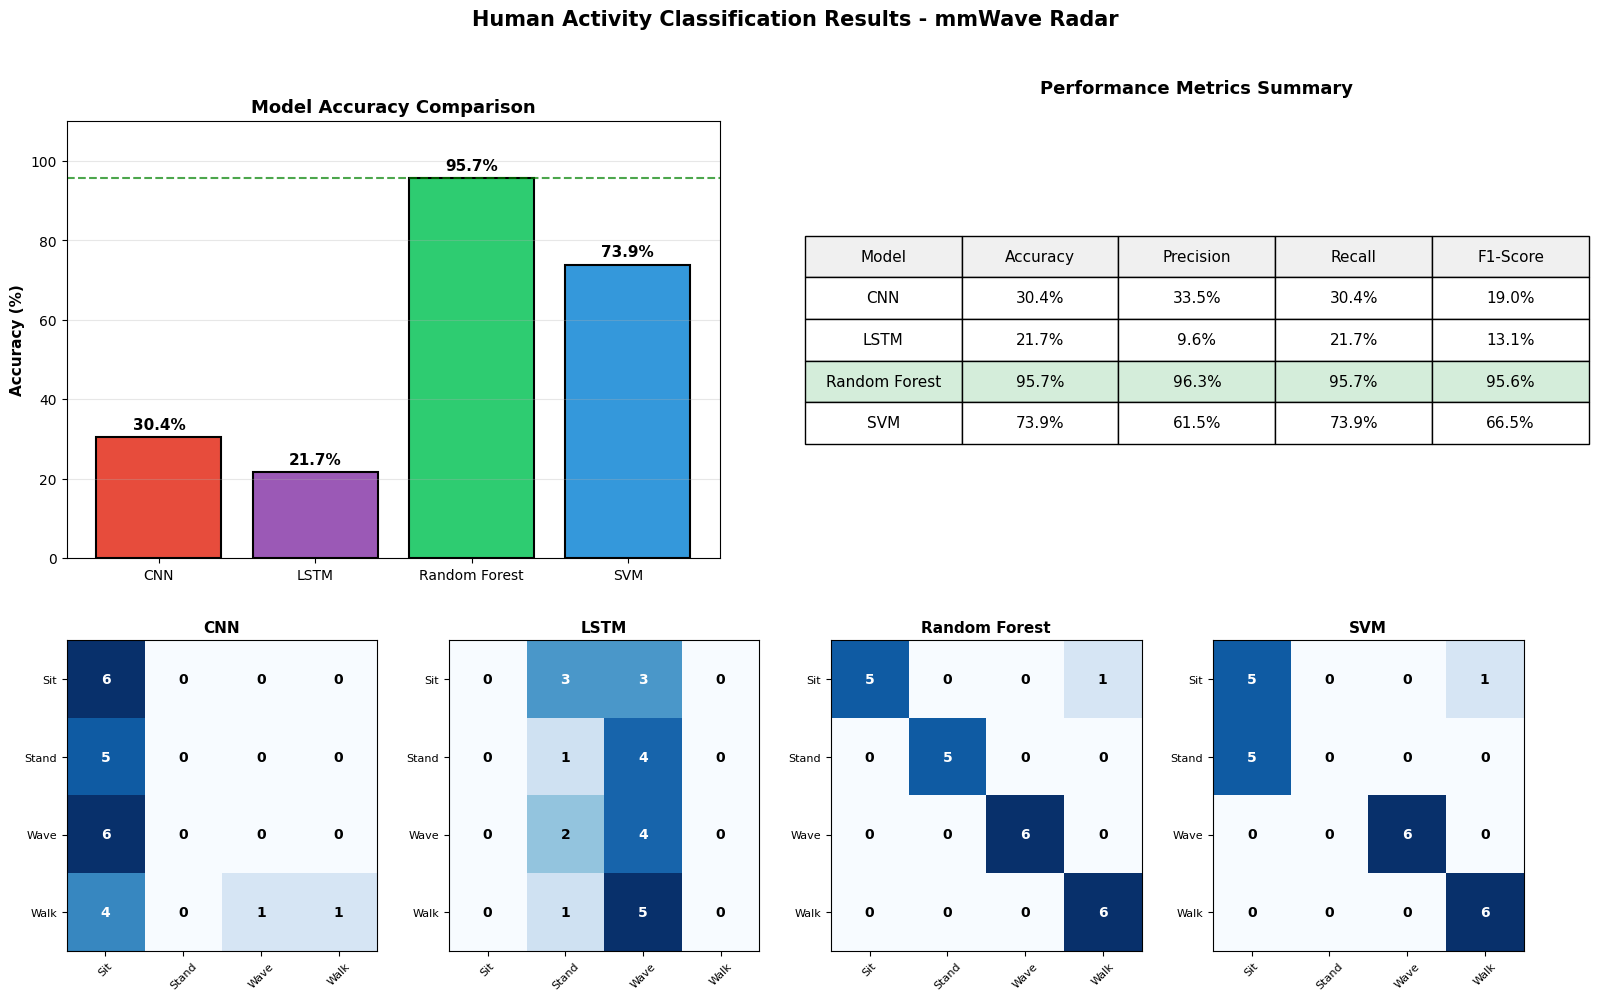 Human Activity Classification Results - mmWave Radar
Model Accuracy Comparison
Accuracy (%)
100
80
60
40
20
0
30.4%
21.7%
95.7%
73.9%
CNN LSTM Random Forest SVM
Performance Metrics Summary
Model Accuracy Precision Recall F1-Score
CNN 30.4% 33.5% 30.4% 19.0%
LSTM 21.7% 9.6% 21.7% 13.1%
Random Forest 95.7% 96.3% 95.7% 95.6%
SVM 73.9% 61.5% 73.9% 66.5%
CNN
Sit 6 0 0 0
Stand 5 0 0 0
Wave 6 0 0 0
Walk 4 0 1 1
Sit Stand Wave Walk
LSTM
Sit 0 3 3 0
Stand 0 1 4 0
Wave 0 2 4 0
Walk 0 1 5 0
Sit Stand Wave Walk
Random Forest
Sit 5 0 0 1
Stand 0 5 0 0
Wave 0 0 6 0
Walk 0 0 0 6
Sit Stand Wave Walk
SVM
Sit 5 0 0 1
Stand 5 0 0 0
Wave 0 0 6 0
Walk 0 0 0 6
Sit Stand Wave Walk